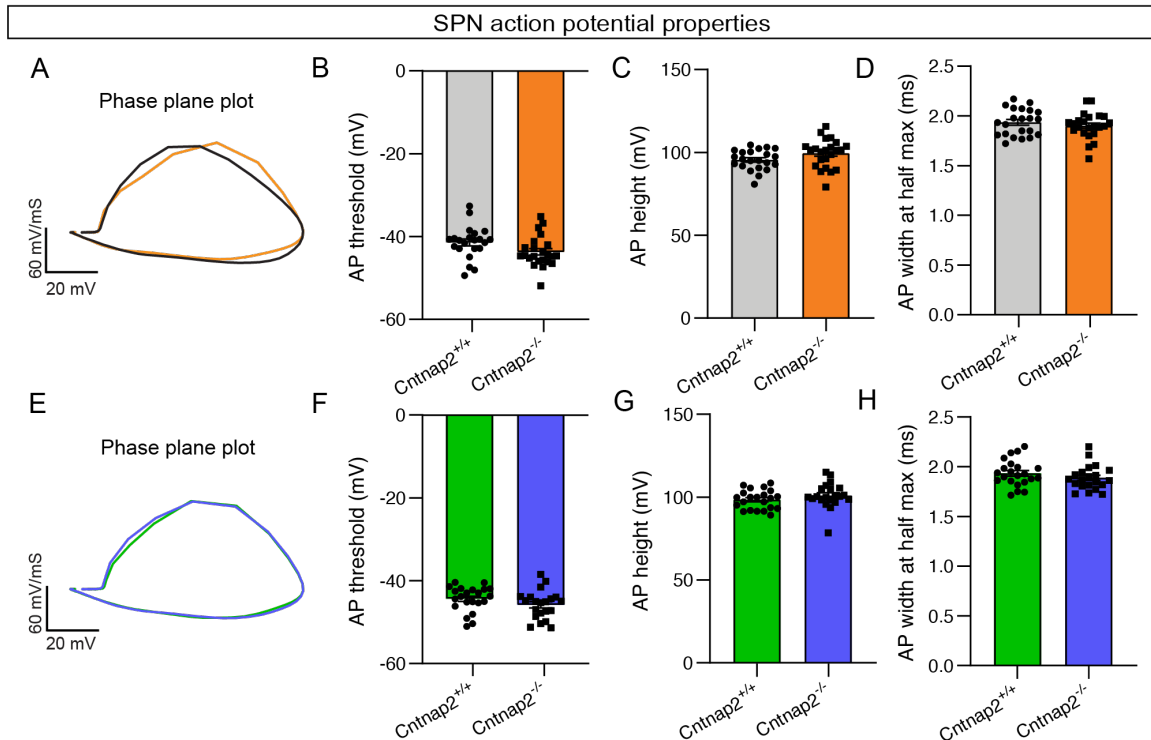 SPN action potential properties
A
Phase plane plot
60 mV/mS
20 mV
B
AP threshold (mV)
0
-20
-40
-60
Cntnap2+/+
Cntnap2-/-
C
AP height (mV)
150
100
50
0
Cntnap2+/+
Cntnap2-/-
D
AP width at half max (ms)
2.5
2.0
1.5
1.0
0.5
0.0
Cntnap2+/+
Cntnap2-/-
E
Phase plane plot
60 mV/mS
20 mV
F
AP threshold (mV)
0
-20
-40
-60
Cntnap2+/+
Cntnap2-/-
G
AP height (mV)
150
100
50
0
Cntnap2+/+
Cntnap2-/-
H
AP width at half max (ms)
2.5
2.0
1.5
1.0
0.5
0.0
Cntnap2+/+
Cntnap2-/-